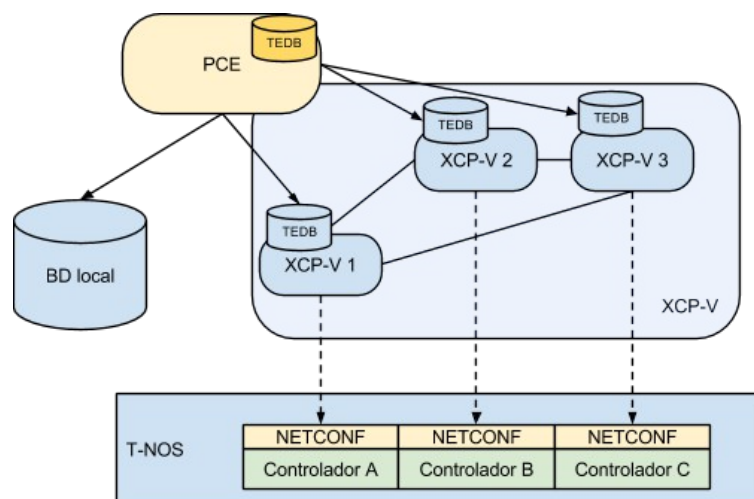 TEDB
PCE
TEDB
XCP-V 2
TEDB
XCP-V 3
TEDB
XCP-V 1
BD local
XCP-V
T-NOS
NETCONF NETCONF NETCONF
Controlador A Controlador B Controlador C